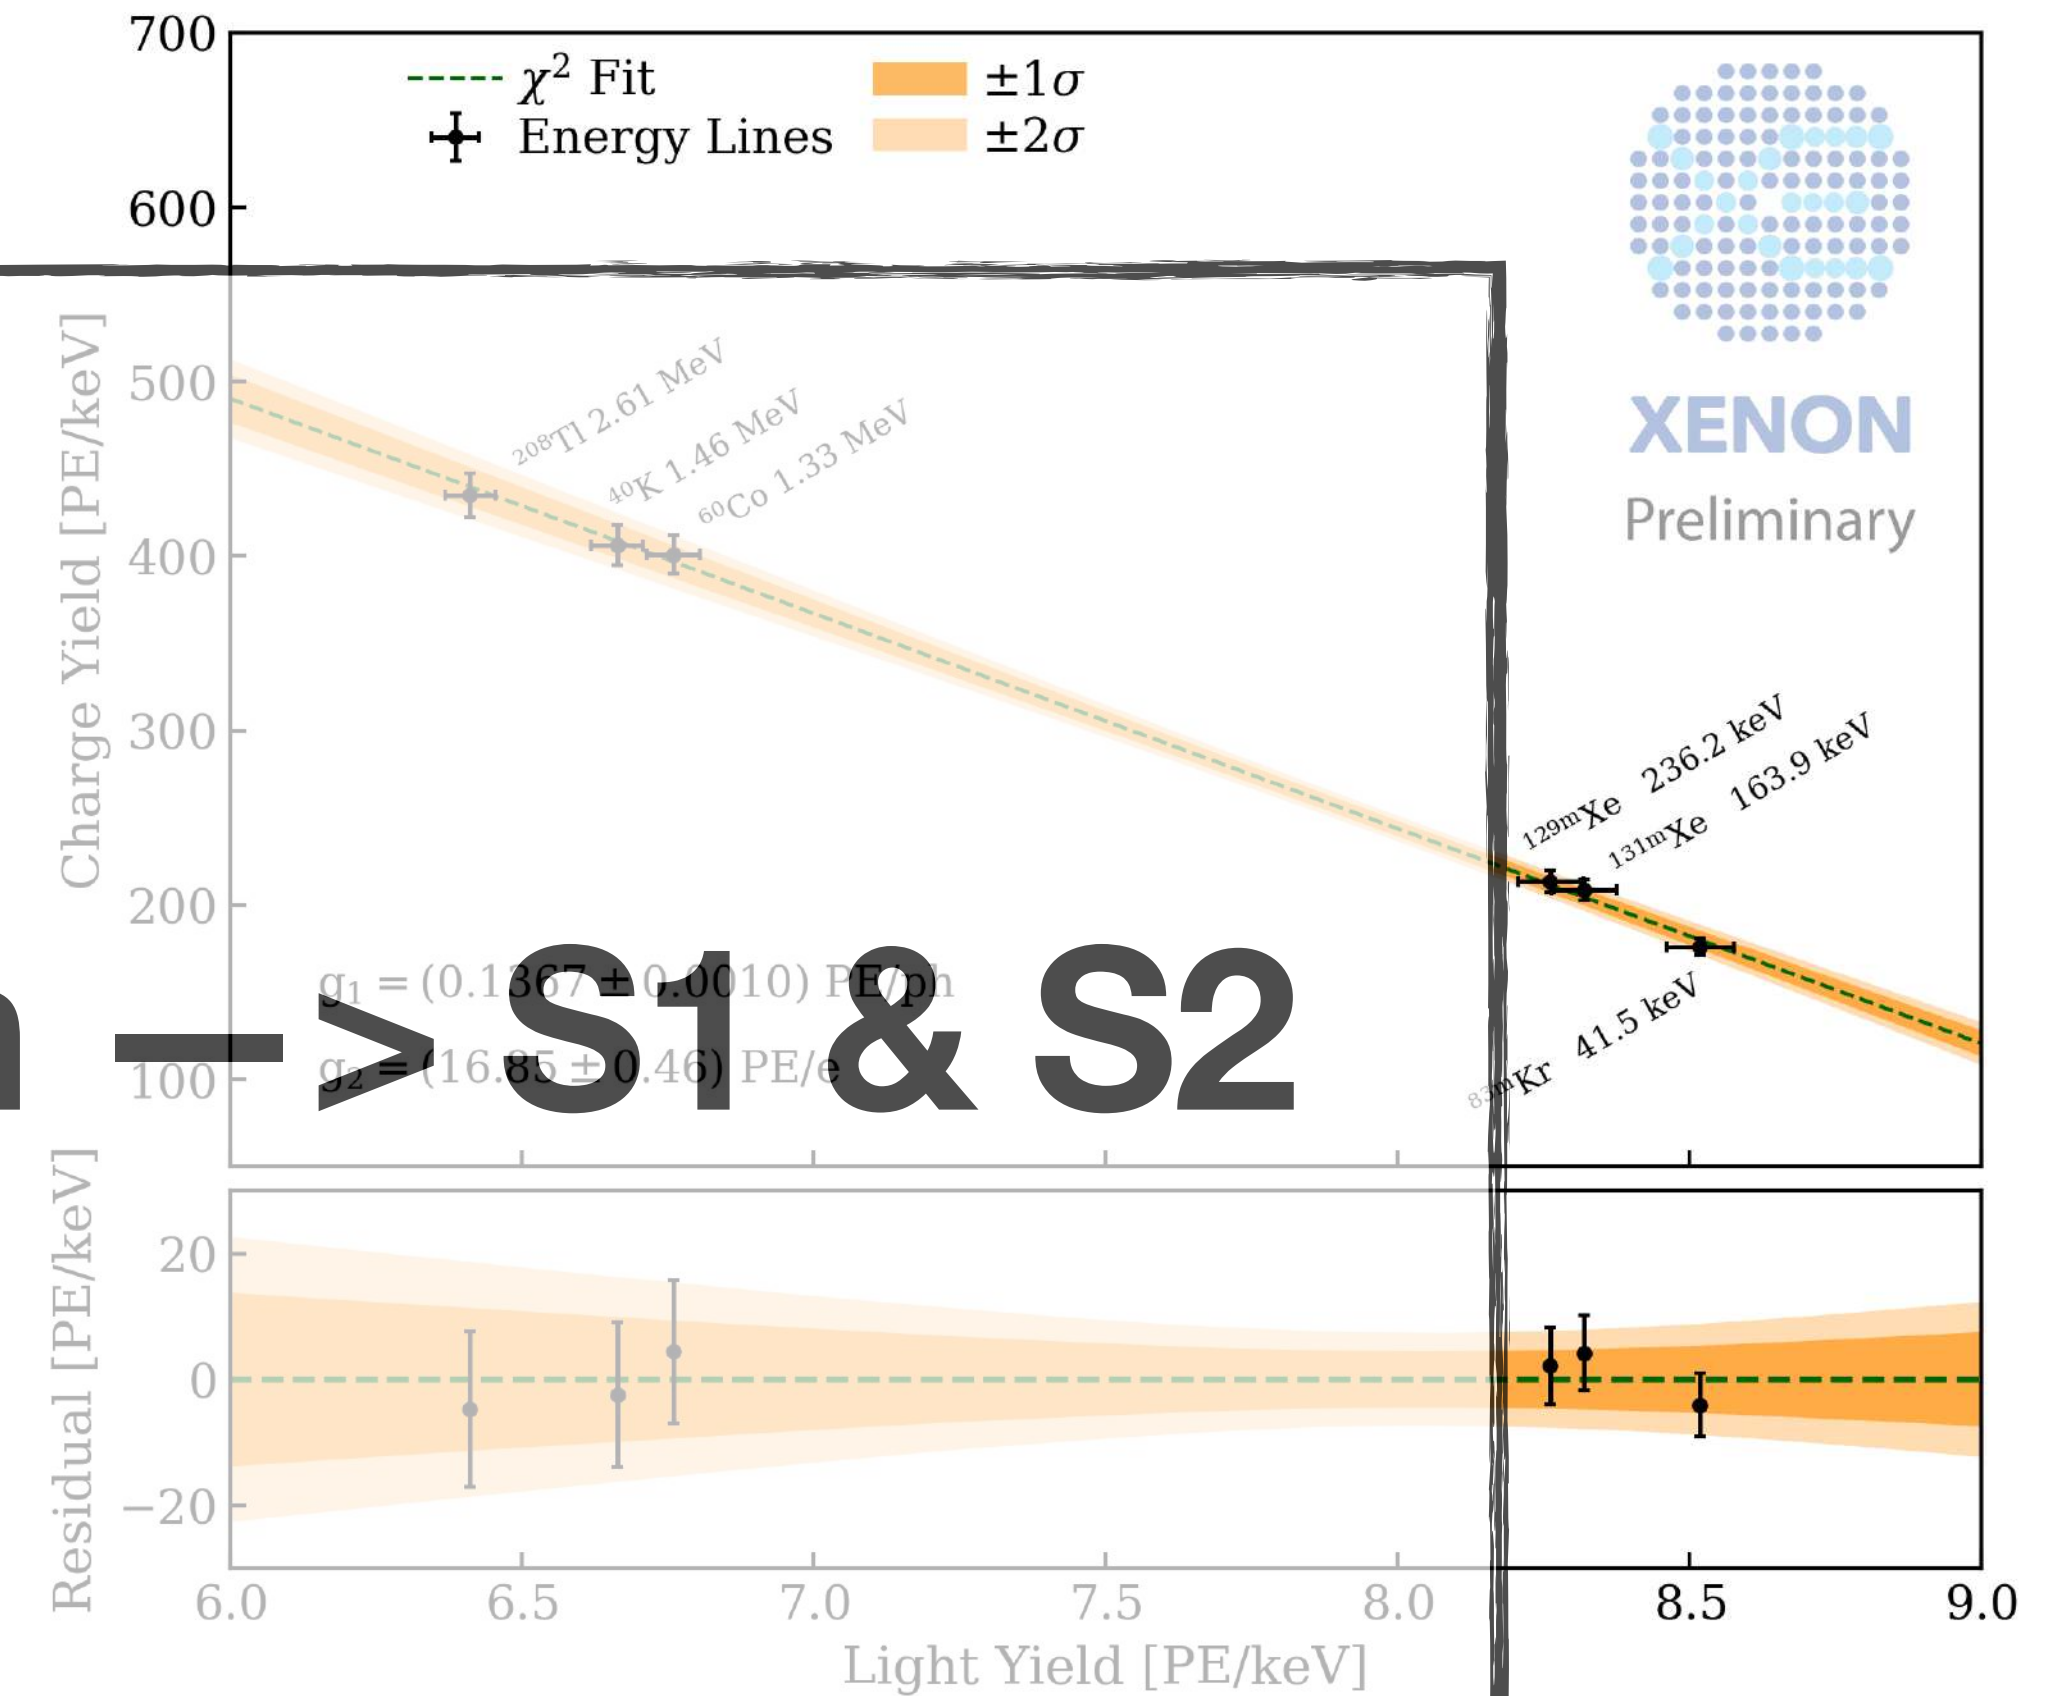 700
χ² Fit
±1σ
Energy Lines
±2σ
600
500
400
300
200
100
Charge Yield [PE/keV]
XENON
Preliminary
²⁰⁸Tl 2.61 MeV
⁴⁰K 1.46 MeV
⁶⁰Co 1.33 MeV
¹²⁹ᵐXe 236.2 keV
¹³¹ᵐXe 163.9 keV
⁸³ᵐKr 41.5 keV
g₁ = (0.1367 ± 0.0010) PE/ph
g₂ = (16.85 ± 0.46) PE/e
—> S1 & S2
Residual [PE/keV]
20
0
−20
6.0 6.5 7.0 7.5 8.0 8.5 9.0
Light Yield [PE/keV]